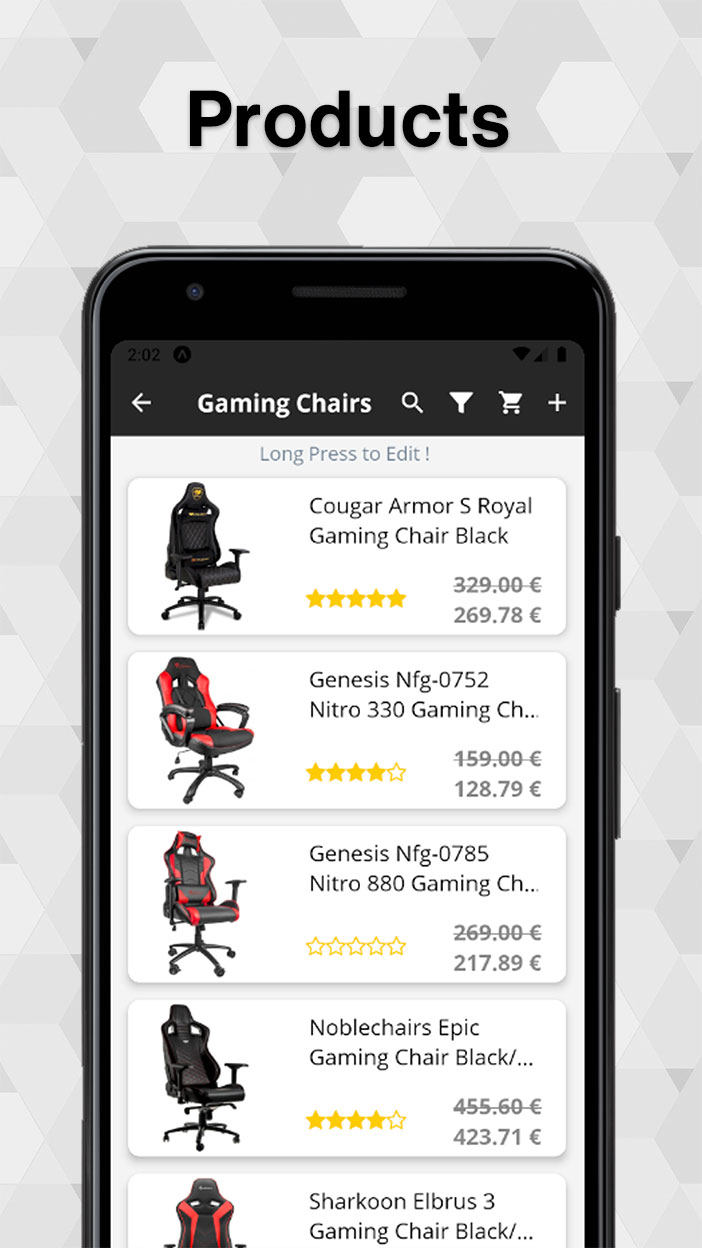 Products
2:02
Gaming Chairs
Long Press to Edit !
Cougar Armor S Royal
Gaming Chair Black
329.00 €
269.78 €
Genesis Nfg-0752
Nitro 330 Gaming Ch...
159.00 €
128.79 €
Genesis Nfg-0785
Nitro 880 Gaming Ch...
269.00 €
217.89 €
Noblechairs Epic
Gaming Chair Black/...
455.60 €
423.71 €
Sharkoon Elbrus 3
Gaming Chair Black/...